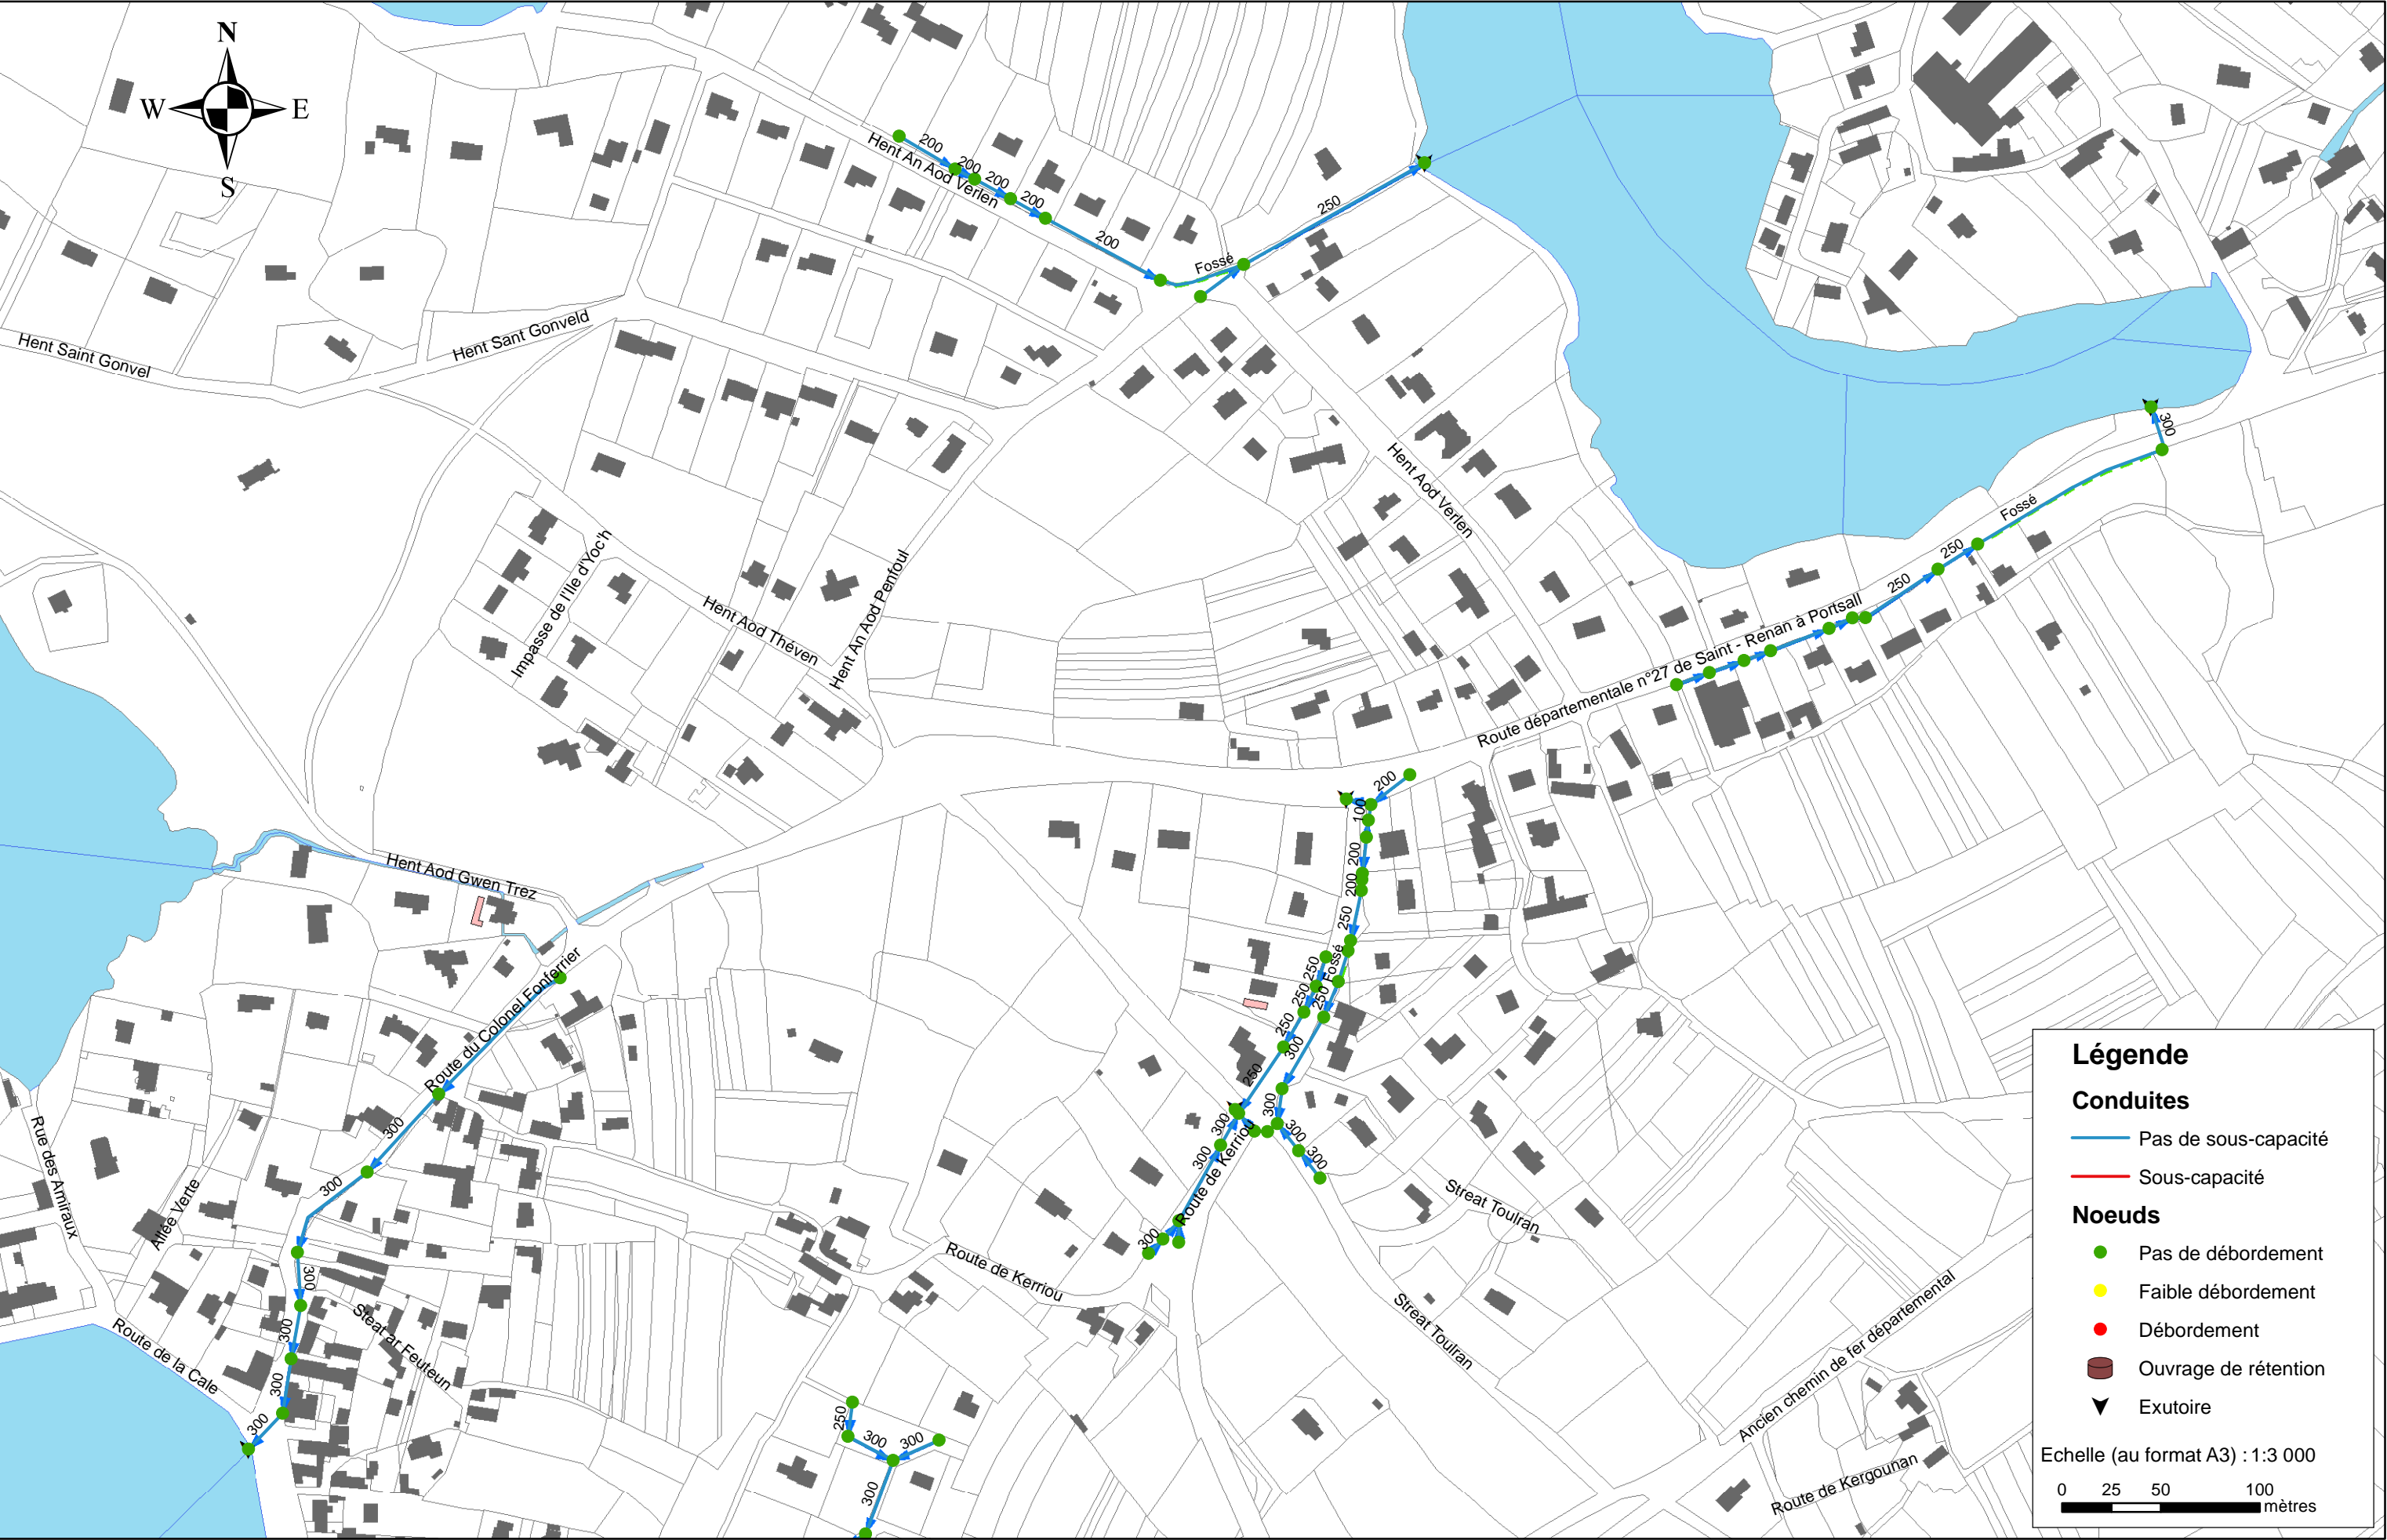 N
W
E
S
200
Hent An Aod Verlen
200
200
200
200
Fossé
250
Hent Saint Gonvel
Hent Sant Gonveld
300
Hent Aod Verlen
Fossé
250
250
Impasse de l'Ile d'Yoc'h
Hent Aod Théven
Hent An Aod Penfoul
Route départementale n°27 de Saint - Renan à Portsall
200
100
200
200
250
Fossé
250
250
250
250
300
250
300
300
300
300
300
300
Route de Kerriou
Hent Aod Gwen Trez
Route du Colonel Fonferrier
300
300
300
300
300
300
Rue des Amiraux
Allée Verte
Route de la Cale
Steat ar Feuteun
Route de Kerriou
Streat Toulran
Streat Toulran
250
300
300
300
Ancien chemin de fer départemental
Route de Kergounan
Légende
Conduites
Pas de sous-capacité
Sous-capacité
Noeuds
Pas de débordement
Faible débordement
Débordement
Ouvrage de rétention
Exutoire
Echelle (au format A3) : 1:3 000
0 25 50 100
mètres